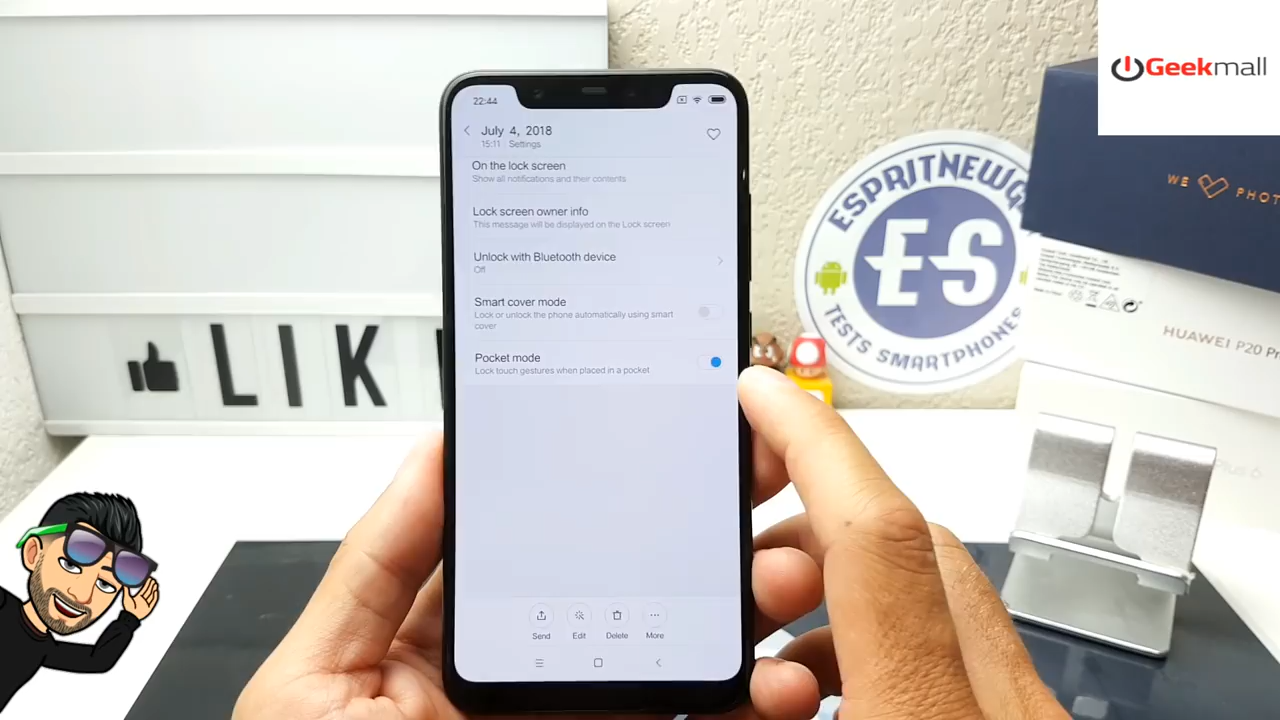 Geekmall
22:44
July 4, 2018
15:11 Settings
On the lock screen
Show all notifications and their contents
Lock screen owner info
This message will be displayed on the Lock screen
Unlock with Bluetooth device
Off
Smart cover mode
Lock or unlock the phone automatically using smart
cover
Pocket mode
Lock touch gestures when placed in a pocket
Send Edit Delete More
LIK
ESPRITNEWG
ES
TESTS SMARTPHONES
WE PHOT
HUAWEI P20 Pr